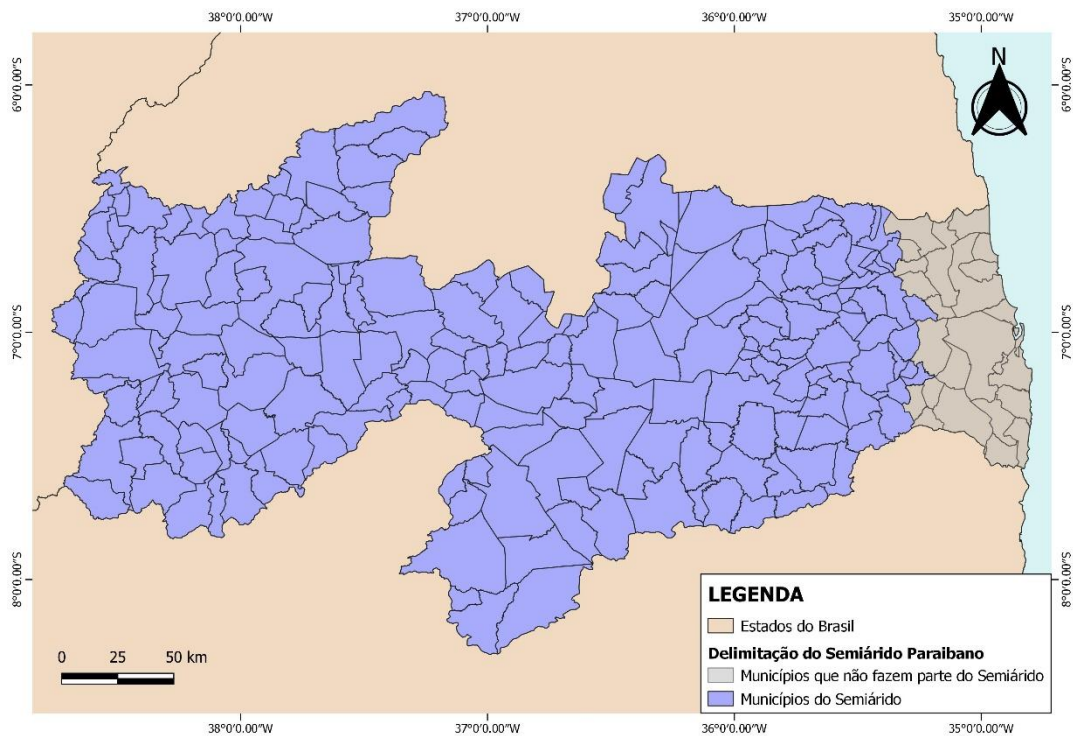 38°0'0.00"W 37°0'0.00"W 36°0'0.00"W 35°0'0.00"W
N
6°0'0.00"S 6°0'0.00"S
7°0'0.00"S 7°0'0.00"S
8°0'0.00"S 8°0'0.00"S
LEGENDA
Estados do Brasil
Delimitação do Semiárido Paraibano
Municípios que não fazem parte do Semiárido
Municípios do Semiárido
0 25 50 km
38°0'0.00"W 37°0'0.00"W 36°0'0.00"W 35°0'0.00"W